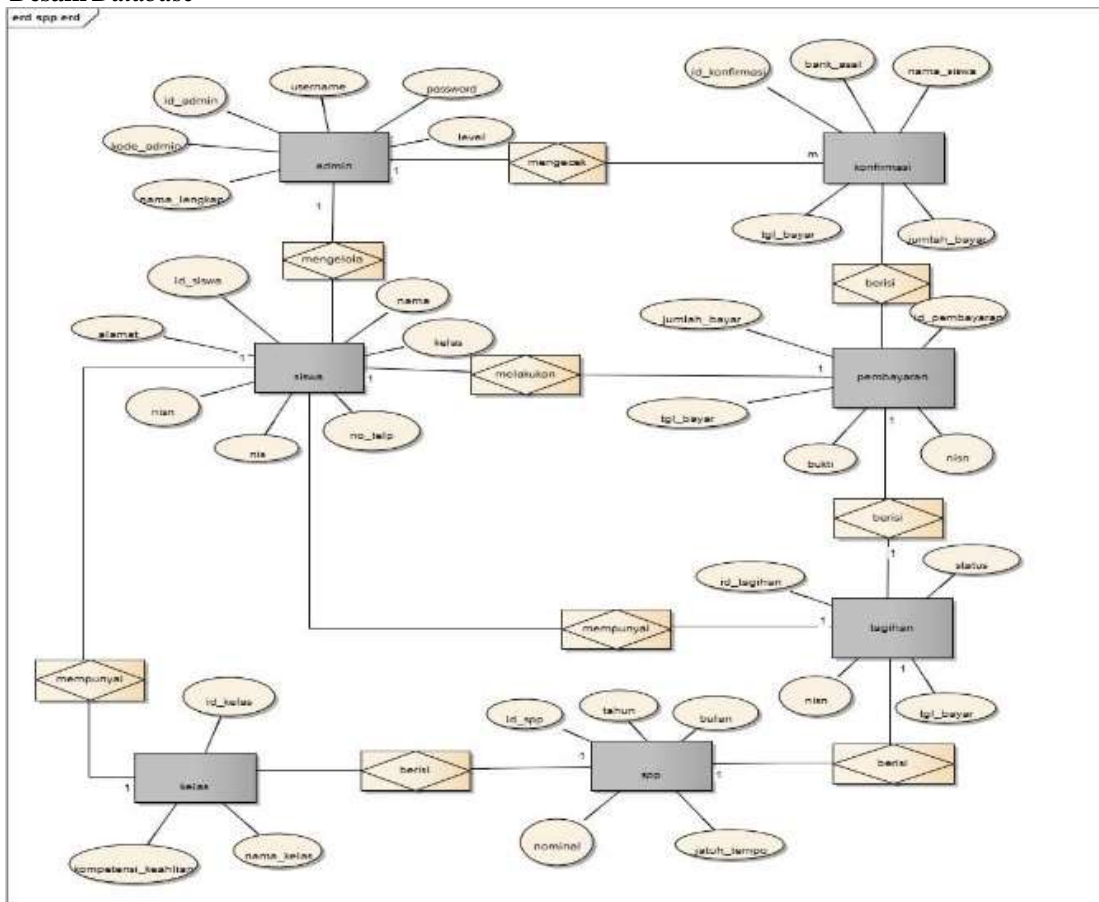 Desain Database
erd spp erd
id_konfirmasi
bank_asal
nama_siswa
username
password
id_admin
level
kode_admin
admin
1
mengecek
m
konfirmasi
nama_lengkap
1
tgl_bayar
jumlah_bayar
mengelola
id_siswa
nama
berisi
alamat
kelas
jumlah_bayar
id_pembayaran
1
siswa
1
melakukan
1
pembayaran
nisn
no_telp
tgl_bayar
1
nis
bukti
nisn
berisi
1
status
id_tagihan
mempunyai
1
tagihan
mempunyai
1
id_kelas
nisn
tgl_bayar
id_spp
tahun
bulan
1
kelas
berisi
1
spp
1
berisi
nominal
jatuh_tempo
kompetensi_keahlian
nama_kelas